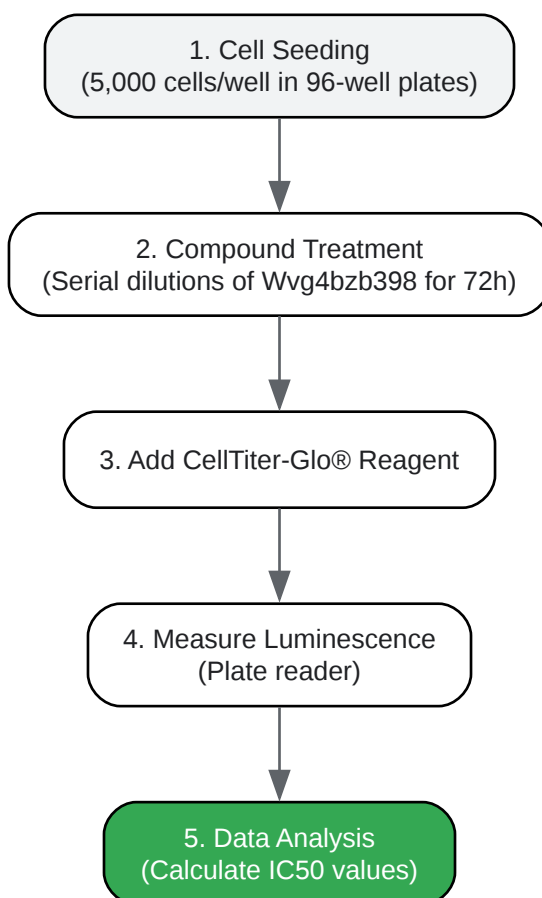 1. Cell Seeding
(5,000 cells/well in 96-well plates)
2. Compound Treatment
(Serial dilutions of Wvg4bzb398 for 72h)
3. Add CellTiter-Glo® Reagent
4. Measure Luminescence
(Plate reader)
5. Data Analysis
(Calculate IC50 values)